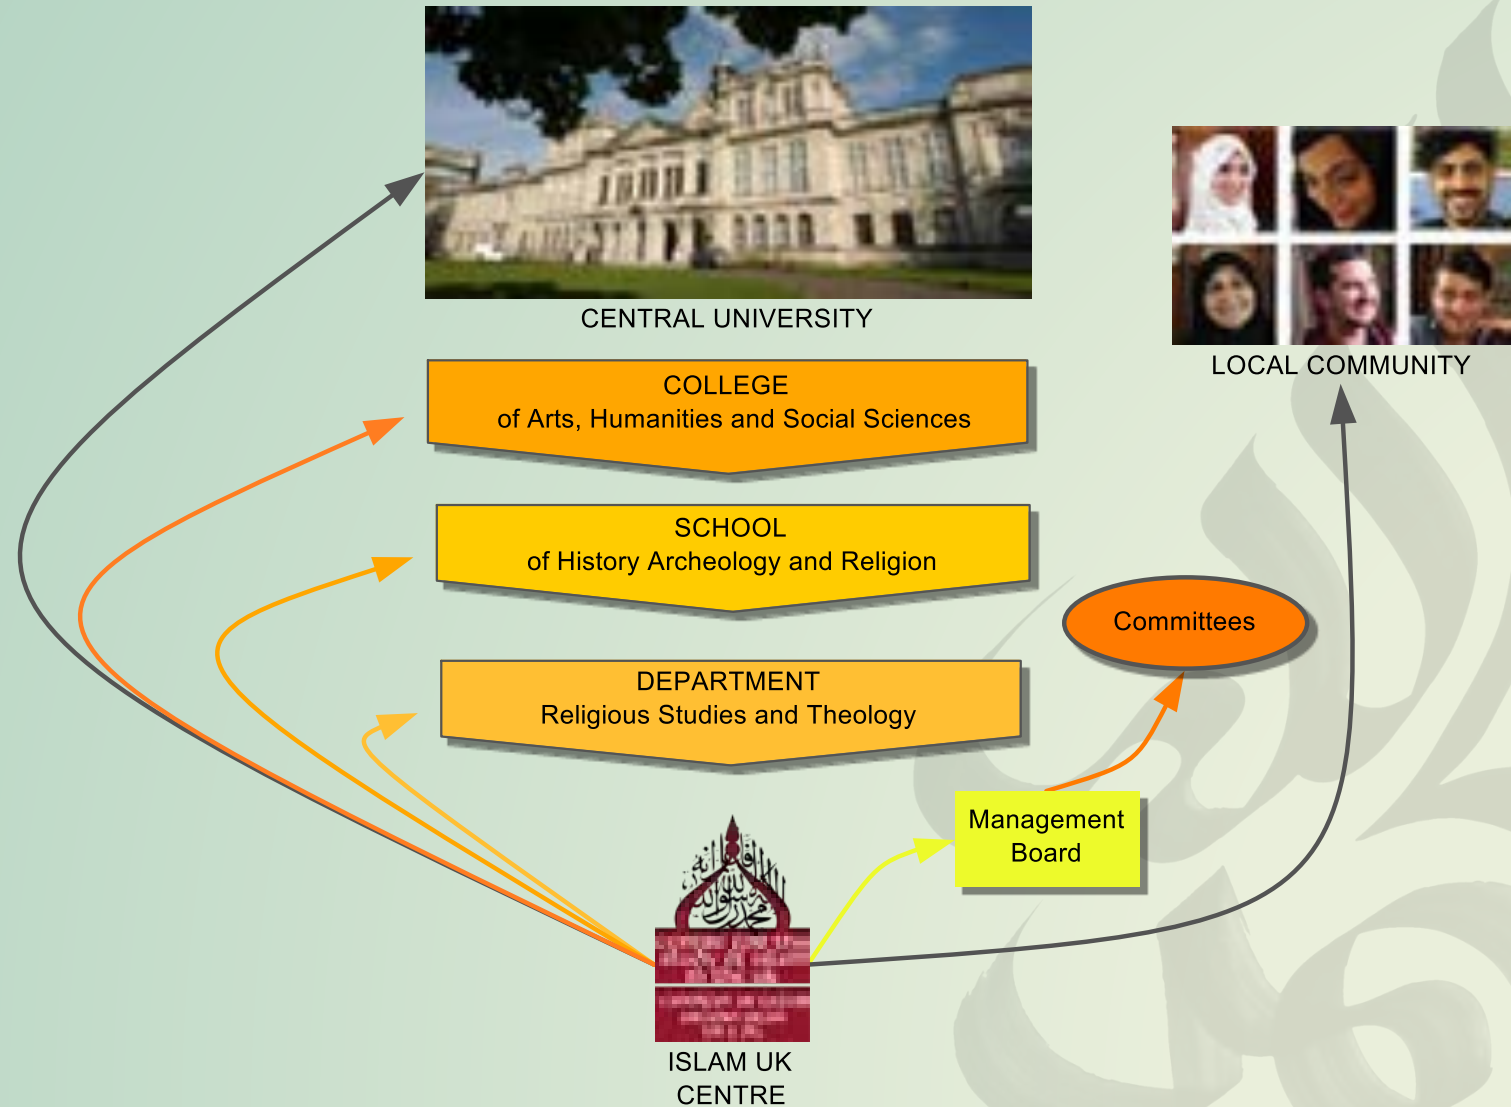 CENTRAL UNIVERSITY
LOCAL COMMUNITY
COLLEGE
of Arts, Humanities and Social Sciences
SCHOOL
of History Archeology and Religion
Committees
DEPARTMENT
Religious Studies and Theology
Management
Board
ISLAM UK
CENTRE